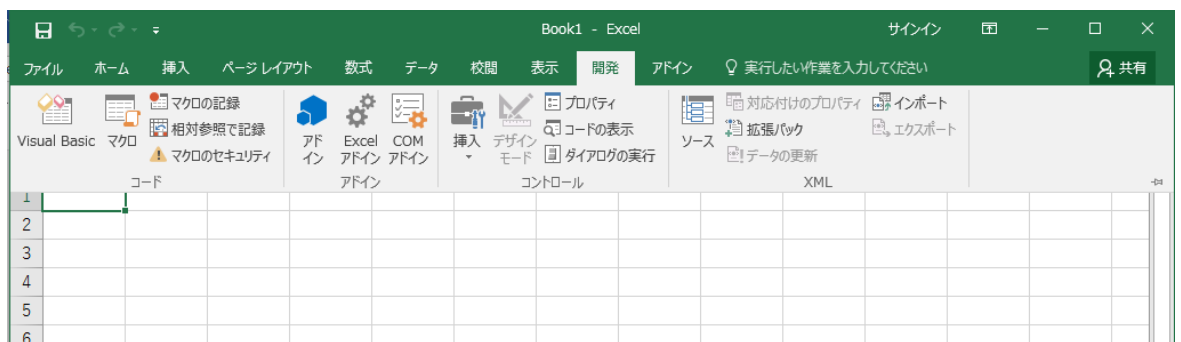 Book1 - Excel サインイン
ファイル ホーム 挿入 ページ レイアウト 数式 データ 校閲 表示 開発 アドイン 実行したい作業を入力してください 共有
Visual Basic
マクロ
マクロの記録
相対参照で記録
マクロのセキュリティ
コード
アド
イン
Excel
アドイン
COM
アドイン
アドイン
挿入
デザイン
モード
プロパティ
コードの表示
ダイアログの実行
コントロール
ソース
対応付けのプロパティ
拡張パック
データの更新
インポート
エクスポート
XML
1
2
3
4
5
6